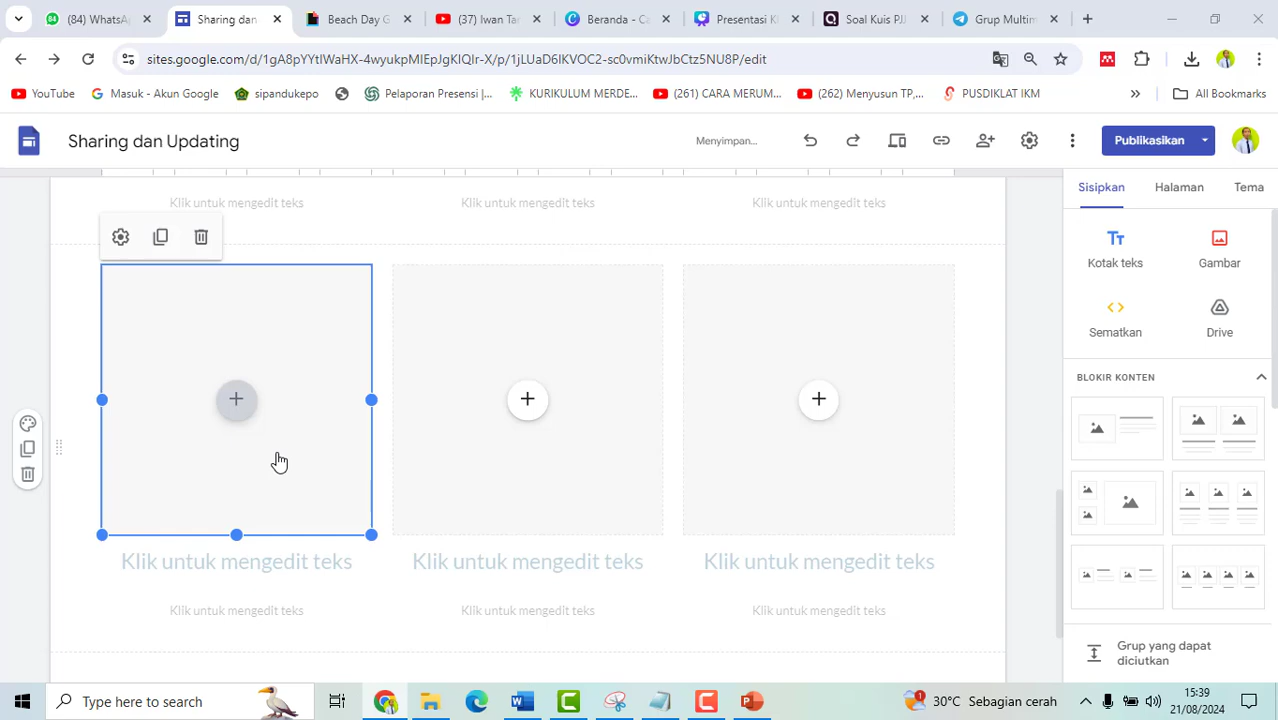 (84) WhatsA
Sharing dan
Beach Day G
(37) Iwan Ta
Beranda - Ca
Presentasi K
Soal Kuis PJJ
Grup Multim
sites.google.com/d/1gA8pYYtIWaHX-4wyukpMIEpJgKIQIr-X/p/1jLUaD6IKVOC2-sc0vmiKtwJbCtz5NU8P/edit
YouTube
Masuk - Akun Google
sipandukepo
Pelaporan Presensi |...
KURIKULUM MERDE...
(261) CARA MERUM...
(262) Menyusun TP,...
PUSDIKLAT IKM
All Bookmarks
Sharing dan Updating
Menyimpan...
Publikasikan
Sisipkan
Halaman
Tema
Klik untuk mengedit teks
Klik untuk mengedit teks
Klik untuk mengedit teks
Tt
Kotak teks
Gambar
Sematkan
Drive
BLOKIR KONTEN
Klik untuk mengedit teks
Klik untuk mengedit teks
Klik untuk mengedit teks
Klik untuk mengedit teks
Klik untuk mengedit teks
Klik untuk mengedit teks
Grup yang dapat
diciutkan
Type here to search
30°C Sebagian cerah
15:39
21/08/2024